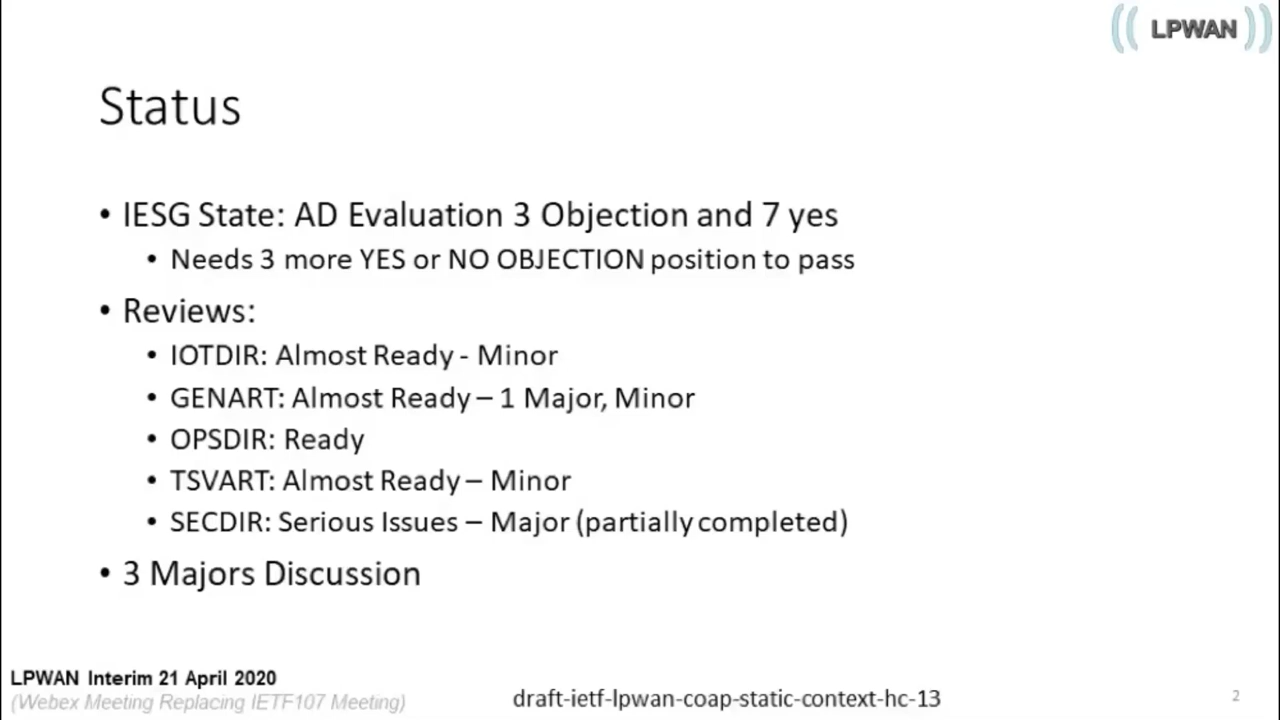 LPWAN
Status
• IESG State: AD Evaluation 3 Objection and 7 yes
• Needs 3 more YES or NO OBJECTION position to pass
• Reviews:
• IOTDIR: Almost Ready - Minor
• GENART: Almost Ready – 1 Major, Minor
• OPSDIR: Ready
• TSVART: Almost Ready – Minor
• SECDIR: Serious Issues – Major (partially completed)
• 3 Majors Discussion
LPWAN Interim 21 April 2020
(Webex Meeting Replacing IETF107 Meeting)
draft-ietf-lpwan-coap-static-context-hc-13
2